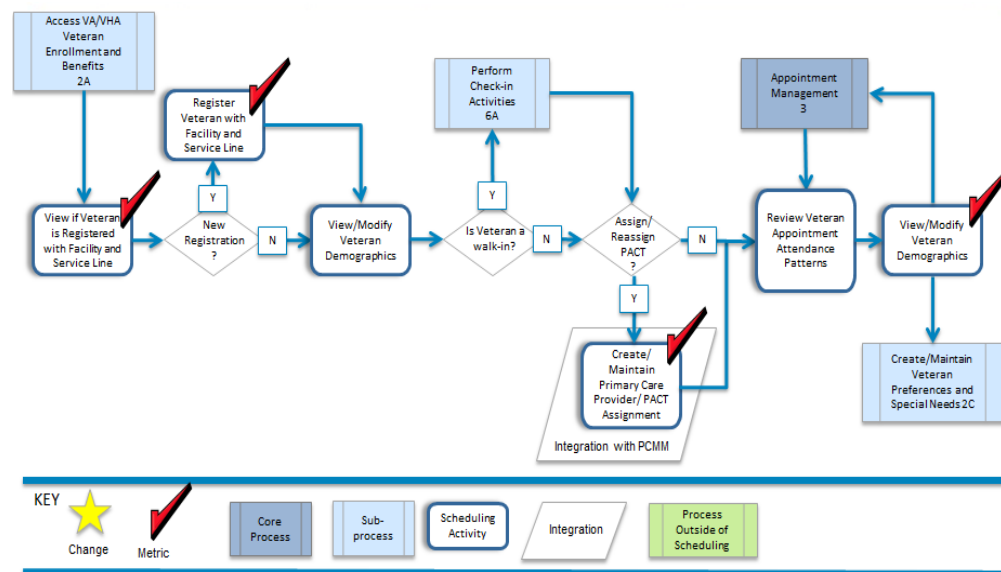 Access VA/VHA
Veteran
Enrollment and
Benefits
2A
Register
Veteran with
Facility and
Service Line
Y
View if Veteran
is Registered
with Facility and
Service Line
New
Registration
?
N
View/Modify
Veteran
Demographics
Perform
Check-in
Activities
6A
Y
Is Veteran a
walk-in?
N
Assign/
Reassign
PACT
?
N
Y
Create/
Maintain
Primary Care
Provider/ PACT
Assignment
Integration with PCMM
Appointment
Management
3
Review Veteran
Appointment
Attendance
Patterns
View/Modify
Veteran
Demographics
Create/Maintain
Veteran
Preferences and
Special Needs 2C
KEY
Change
Metric
Core
Process
Sub-
process
Scheduling
Activity
Integration
Process
Outside of
Scheduling